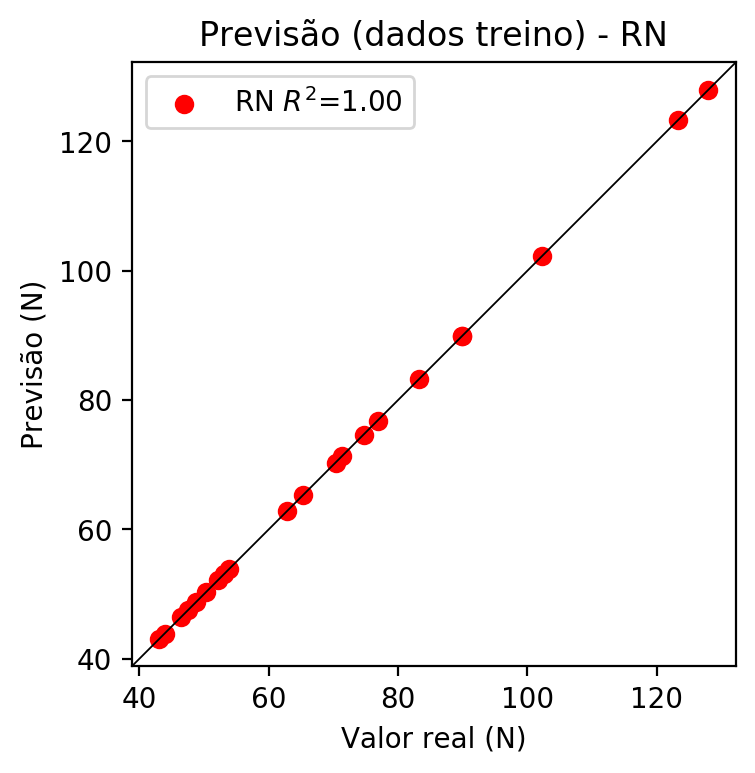 Previsão (dados treino) - RN
RN R²=1.00
Previsão (N)
120
100
80
60
40
40 60 80 100 120
Valor real (N)